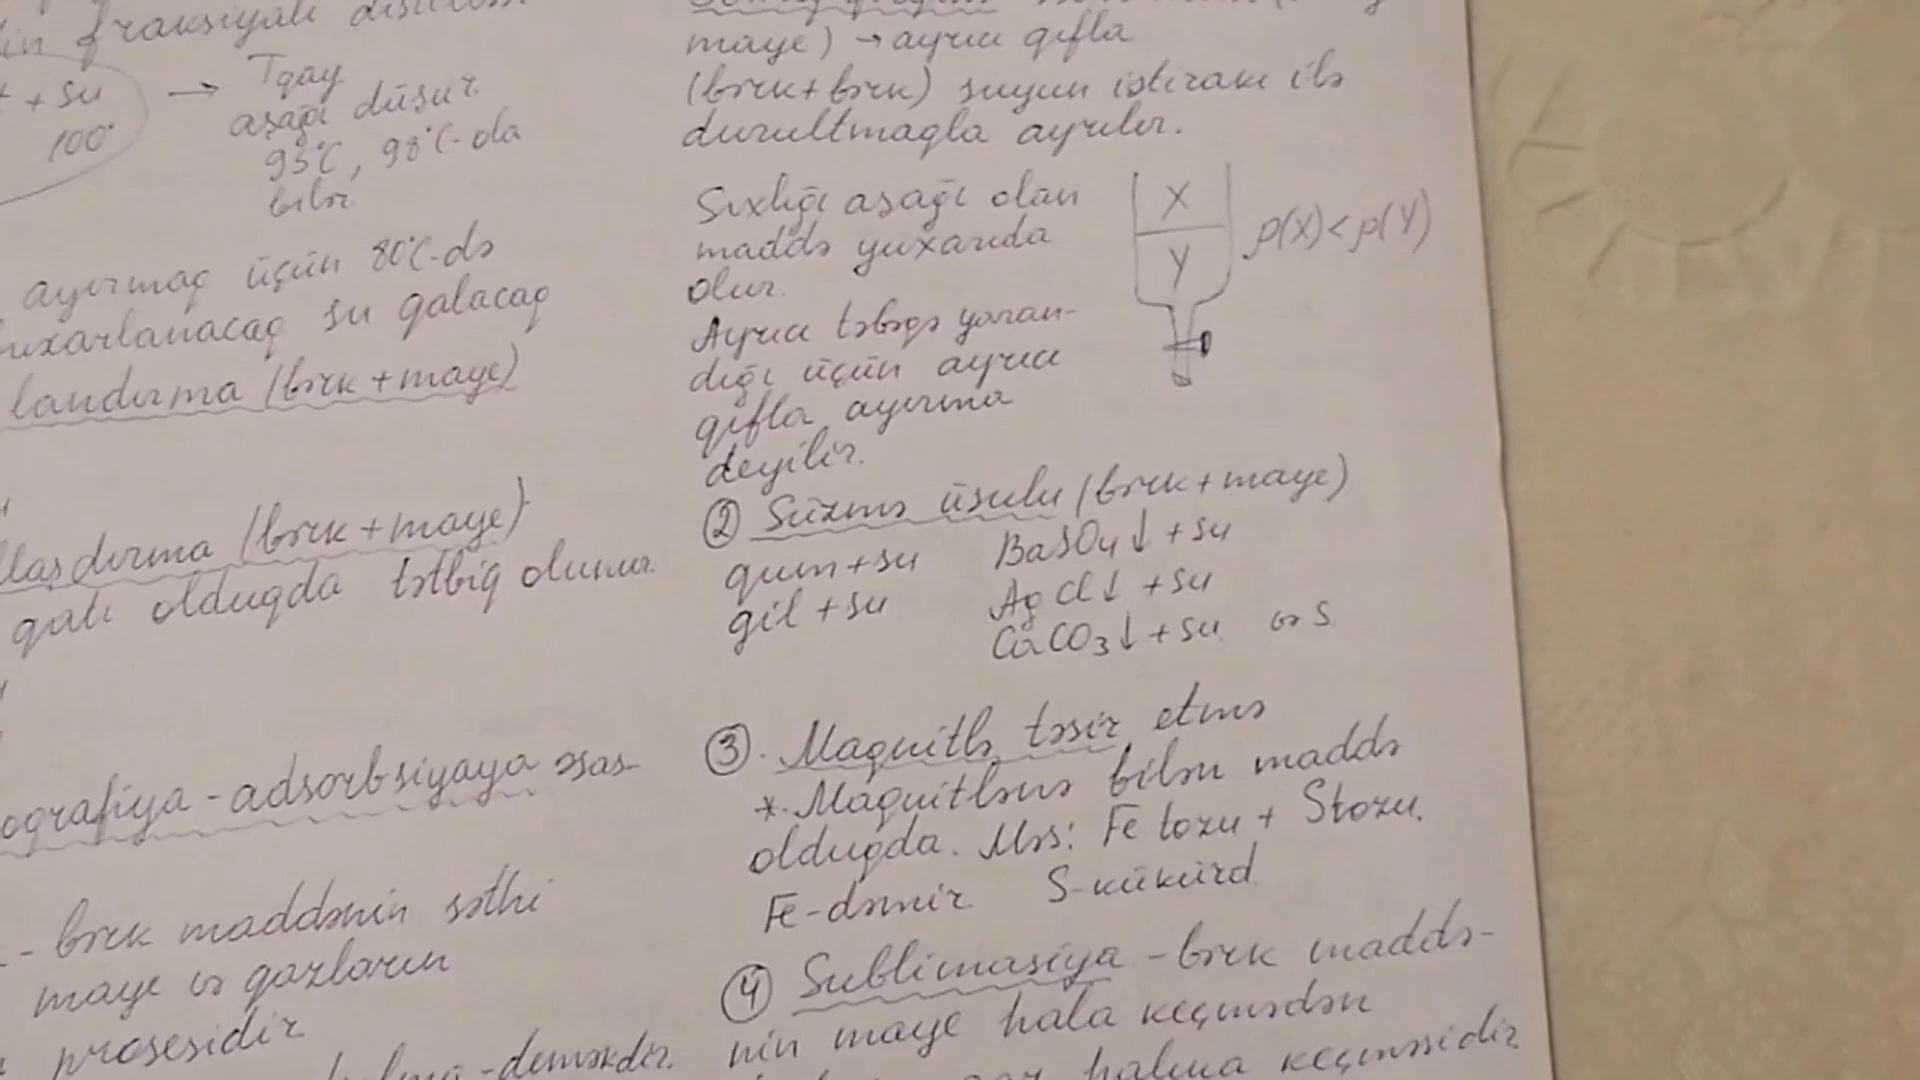 fraksiyalı
+ su
100°
→ Tqay
aşağı düşür.
95°C, 98°C-də
bilər.
ayırmaq üçün 80°C-də
buxarlanacaq su qalacaq
landırma (bərk+maye)
llaşdırma (bərk+maye)
qatı olduqda tətbiq olunur.
oqrafiya-adsorbsiyaya əsas-
- bərk maddənin səthi
maye və qazların
prosesidir
-deməkdir.
maye) → ayırıcı qıfla
(bərk+bərk) suyun iştirakı ilə
durultmaqla ayrılır.
Sıxlığı aşağı olan
maddə yuxarıda
olur.
Ayrıca təbəqə yaran-
dığı üçün ayrıcı
qıfla ayırma
deyilir.
X
Y
ρ(X)<ρ(Y)
② Süzmə üsulu (bərk+maye)
qum+su BaSO₄↓ + su
gil+su AgCl↓ + su
CaCO₃↓ + su və s.
③. Maqnitlə təsir etmə
*. Maqnitlənə bilən maddə
olduqda. Məs: Fe tozu + S tozu.
Fe-dəmir S-kükürd
④ Sublimasiya -bərk maddə-
nin maye hala keçmədən
halına keçməsidir